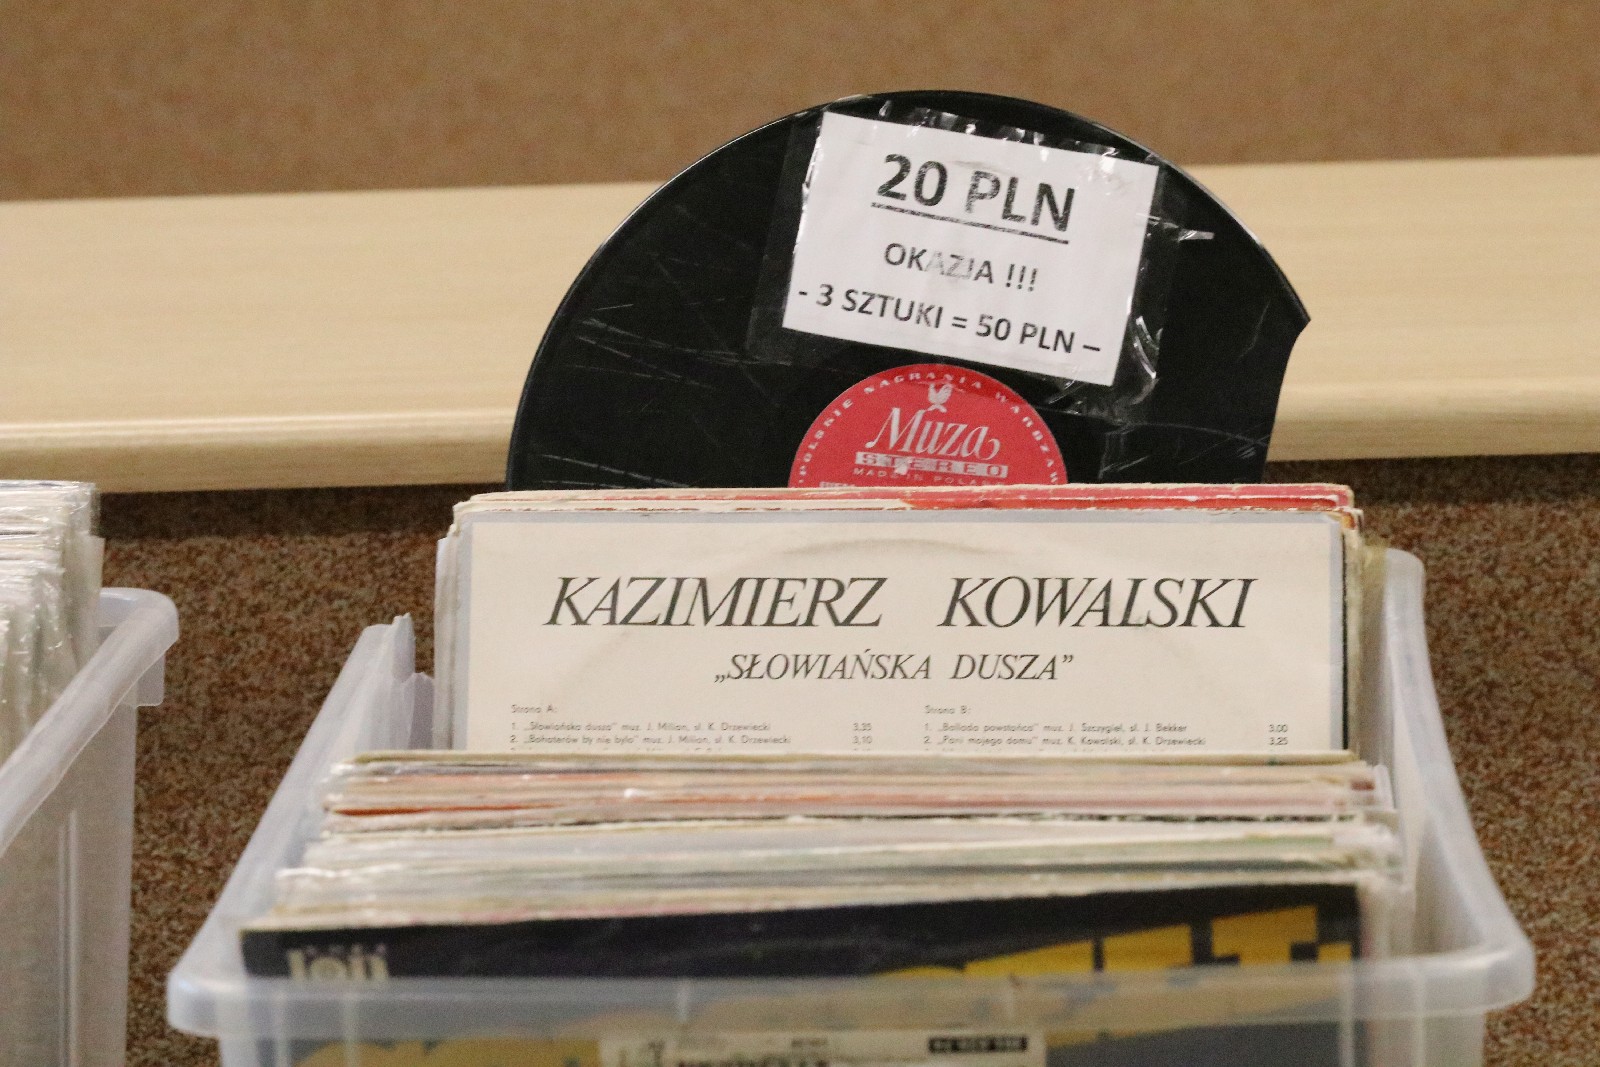 20 PLN
OKAZJA !!!
- 3 SZTUKI = 50 PLN –
POLSKIE NAGRANIA WARSZAWA
Muza
STEREO
MADE IN POLAND
KAZIMIERZ KOWALSKI
„SŁOWIAŃSKA DUSZA”
Strona A:
1. „Słowiańska dusza” muz. J. Milian, sł. K. Drzewiecki 3,35
2. „Bohaterów by nie było” muz. J. Milian, sł. K. Drzewiecki 3,10
Strona B:
1. „Ballada powstańca” muz. J. Szczygieł, sł. J. Bekker 3,00
2. „Pani mojego domu” muz. K. Kowalski, sł. K. Drzewiecki 3,25